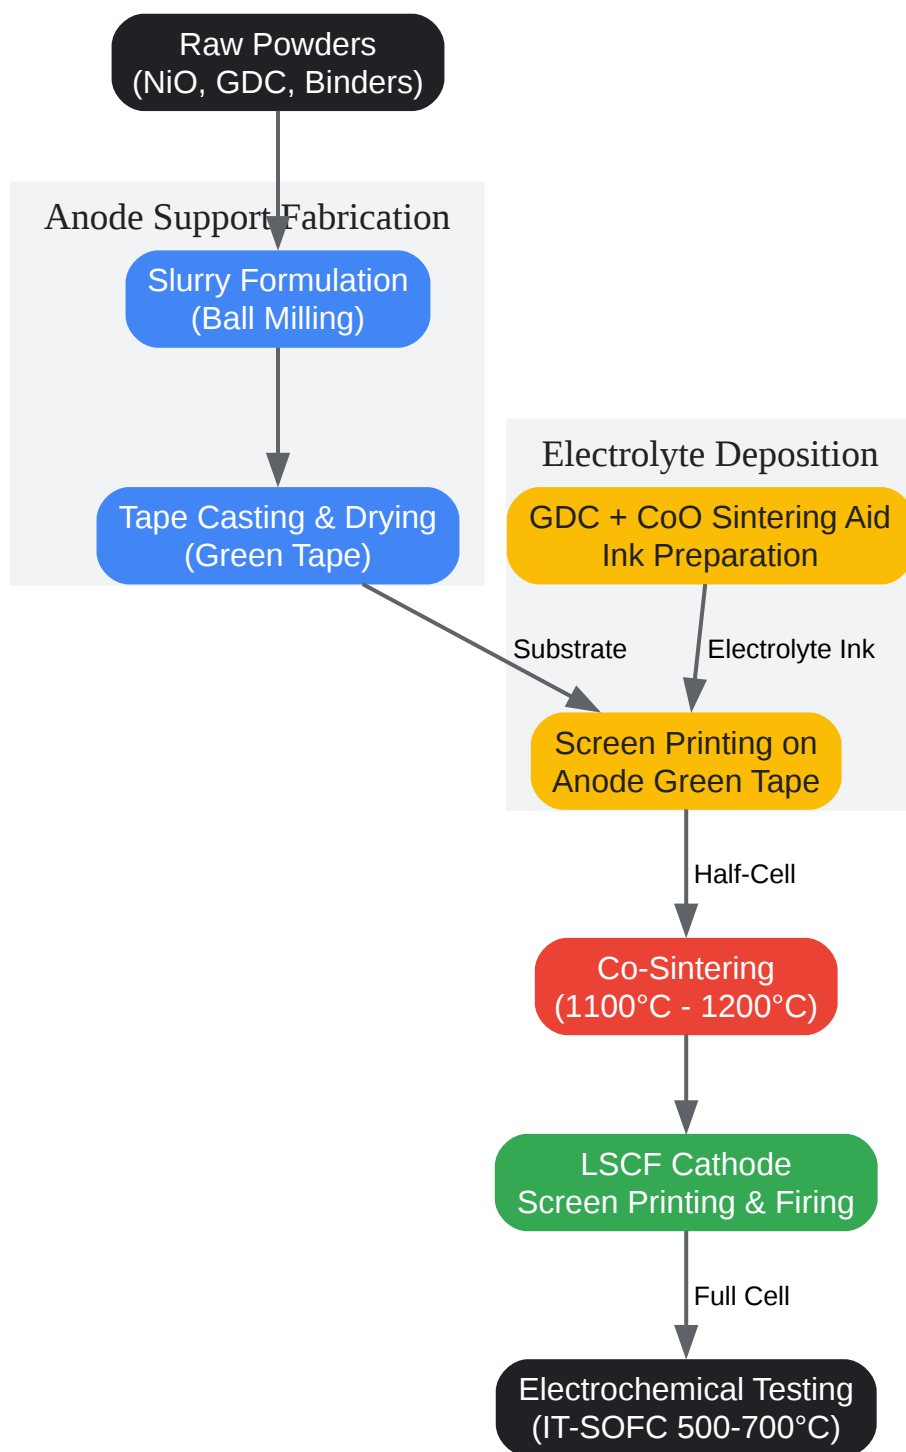 Raw Powders
(NiO, GDC, Binders)
Anode Support Fabrication
Slurry Formulation
(Ball Milling)
Tape Casting & Drying
(Green Tape)
Electrolyte Deposition
GDC + CoO Sintering Aid
Ink Preparation
Substrate
Electrolyte Ink
Screen Printing on
Anode Green Tape
Half-Cell
Co-Sintering
(1100°C - 1200°C)
LSCF Cathode
Screen Printing & Firing
Full Cell
Electrochemical Testing
(IT-SOFC 500-700°C)